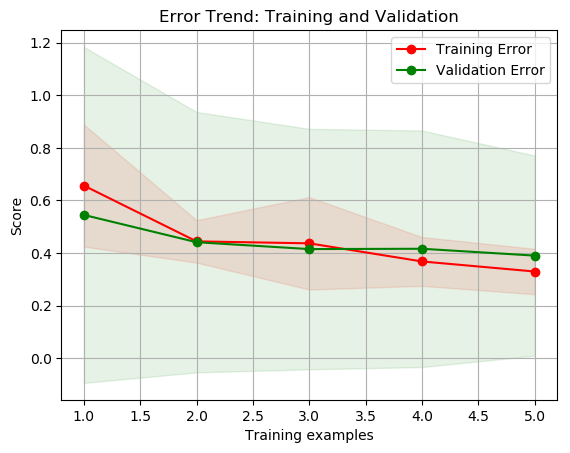 Error Trend: Training and Validation
Training Error
Validation Error
Score
1.2
1.0
0.8
0.6
0.4
0.2
0.0
1.0 1.5 2.0 2.5 3.0 3.5 4.0 4.5 5.0
Training examples